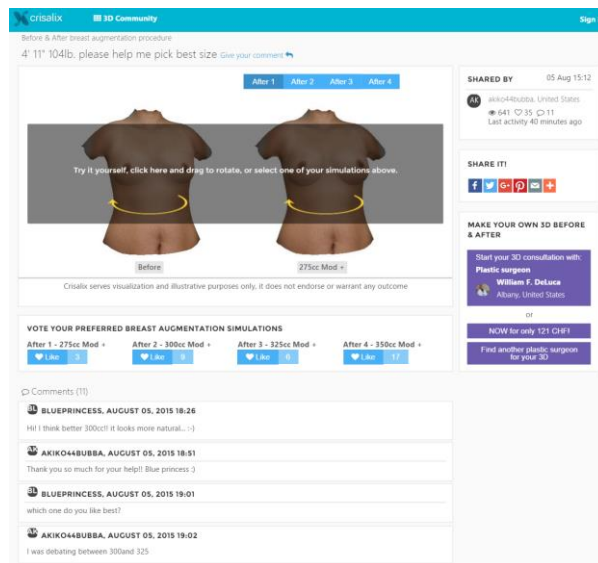 crisalix
3D Community
Sign
Before & After breast augmentation procedure
4' 11" 104lb. please help me pick best size Give your comment
After 1 After 2 After 3 After 4
Try it yourself, click here and drag to rotate, or select one of your simulations above.
Before
275cc Mod +
Crisalix serves visualization and illustrative purposes only, it does not endorse or warrant any outcome
VOTE YOUR PREFERRED BREAST AUGMENTATION SIMULATIONS
After 1 - 275cc Mod + After 2 - 300cc Mod + After 3 - 325cc Mod + After 4 - 350cc Mod +
Like 3 Like 9 Like 6 Like 17
Comments (11)
BL BLUEPRINCESS, AUGUST 05, 2015 18:26
Hi! I think better 300cc!! it looks more natural... :-)
AK AKIKO44BUBBA, AUGUST 05, 2015 18:51
Thank you so much for your help!! Blue princess :)
BL BLUEPRINCESS, AUGUST 05, 2015 19:01
which one do you like best?
AK AKIKO44BUBBA, AUGUST 05, 2015 19:02
I was debating between 300and 325
SHARED BY 05 Aug 15:12
AK akiko44bubba, United States
641 35 11
Last activity 40 minutes ago
SHARE IT!
MAKE YOUR OWN 3D BEFORE
& AFTER
Start your 3D consultation with:
Plastic surgeon
William F. DeLuca
Albany, United States
or
NOW for only 121 CHF!
Find another plastic surgeon
for your 3D